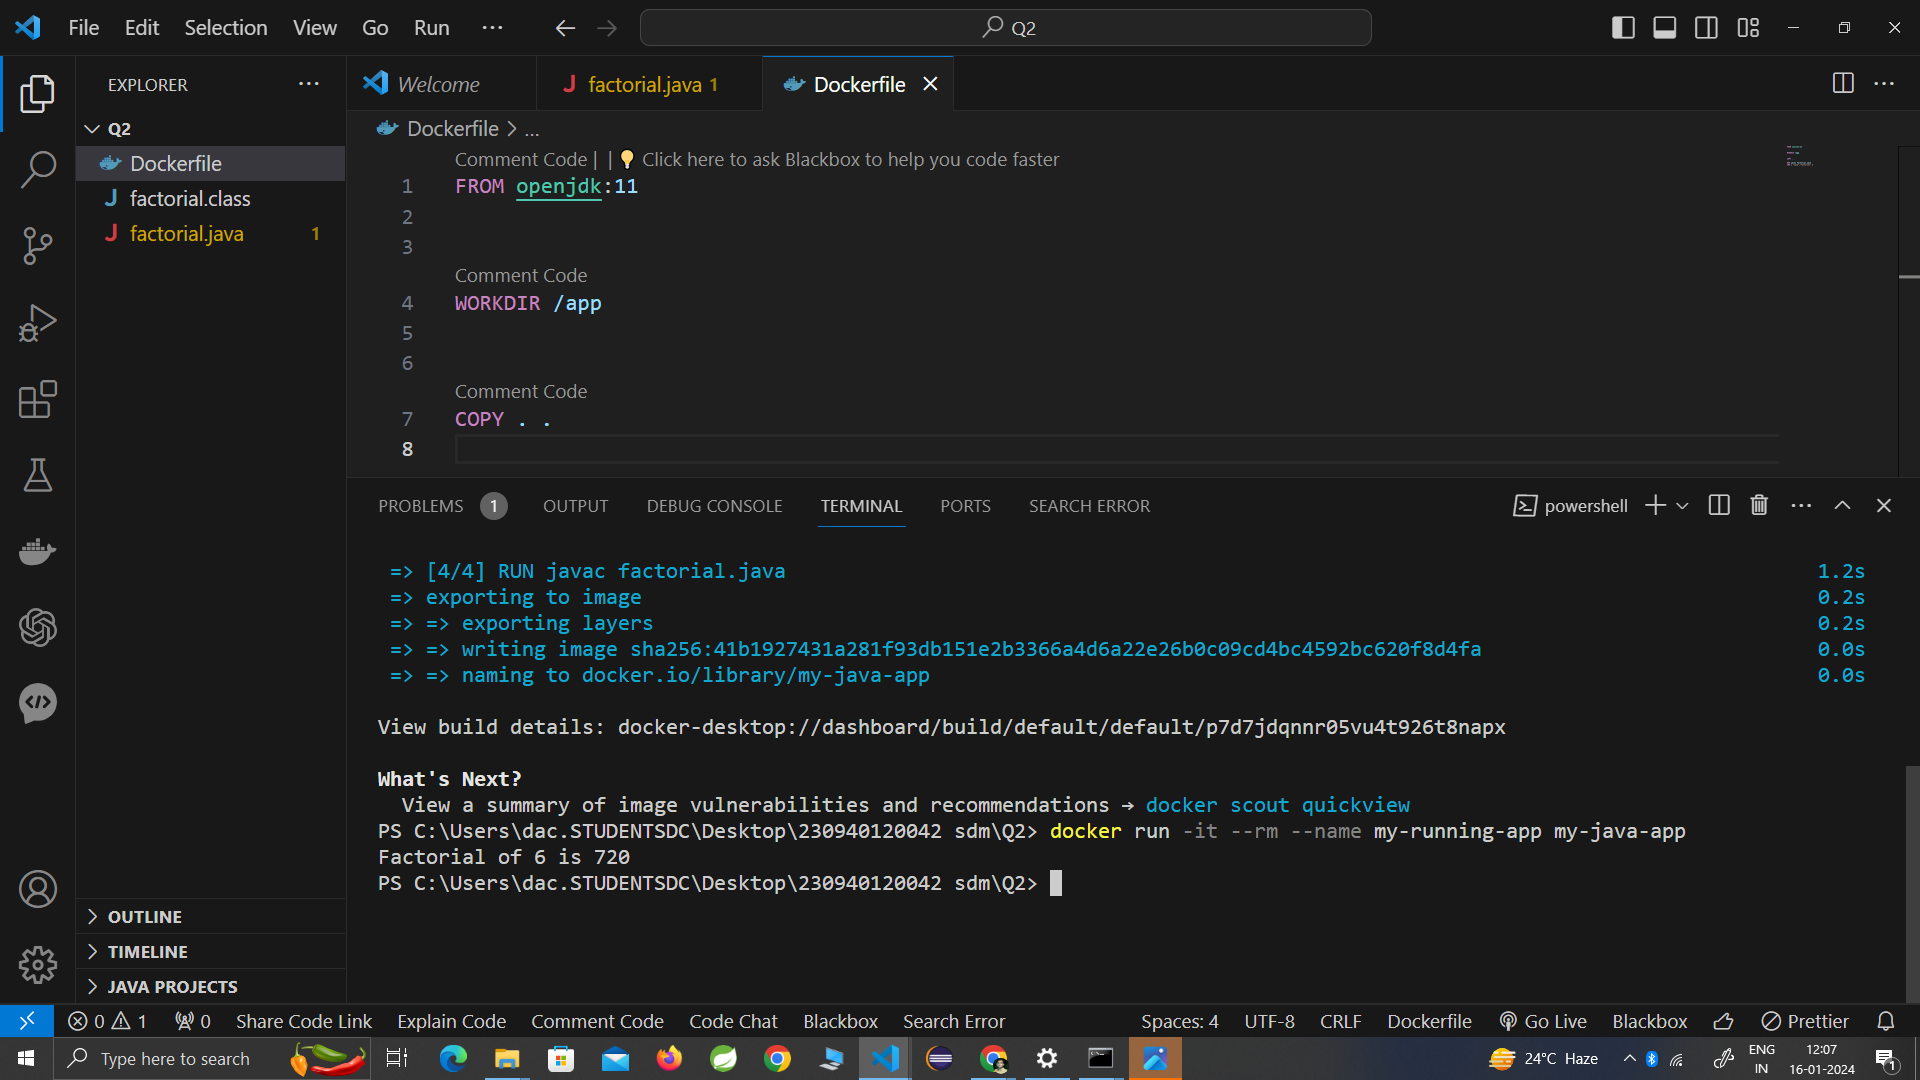 File Edit Selection View Go Run ··· Q2
EXPLORER ···
Q2
Dockerfile
factorial.class
factorial.java 1
OUTLINE
TIMELINE
JAVA PROJECTS
Welcome factorial.java 1 Dockerfile
Dockerfile > ...
Comment Code | | Click here to ask Blackbox to help you code faster
1 FROM openjdk:11
2
3
Comment Code
4 WORKDIR /app
5
6
Comment Code
7 COPY . .
8
PROBLEMS 1 OUTPUT DEBUG CONSOLE TERMINAL PORTS SEARCH ERROR powershell
=> [4/4] RUN javac factorial.java 1.2s
=> exporting to image 0.2s
=> => exporting layers 0.2s
=> => writing image sha256:41b1927431a281f93db151e2b3366a4d6a22e26b0c09cd4bc4592bc620f8d4fa 0.0s
=> => naming to docker.io/library/my-java-app 0.0s
View build details: docker-desktop://dashboard/build/default/default/p7d7jdqnnr05vu4t926t8napx
What's Next?
View a summary of image vulnerabilities and recommendations → docker scout quickview
PS C:\Users\dac.STUDENTSDC\Desktop\230940120042 sdm\Q2> docker run -it --rm --name my-running-app my-java-app
Factorial of 6 is 720
PS C:\Users\dac.STUDENTSDC\Desktop\230940120042 sdm\Q2>
0 1 0 Share Code Link Explain Code Comment Code Code Chat Blackbox Search Error Spaces: 4 UTF-8 CRLF Dockerfile Go Live Blackbox Prettier
Type here to search 24°C Haze ENG IN 12:07 16-01-2024 1